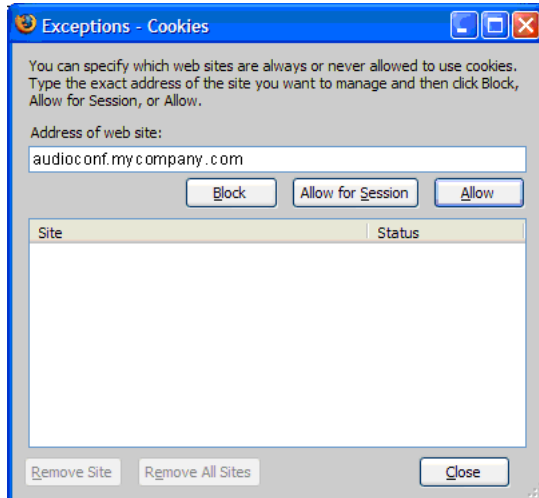 Exceptions - Cookies
You can specify which web sites are always or never allowed to use cookies.
Type the exact address of the site you want to manage and then click Block,
Allow for Session, or Allow.
Address of web site:
audioconf.mycompany.com
Block Allow for Session Allow
Site Status
Remove Site Remove All Sites Close